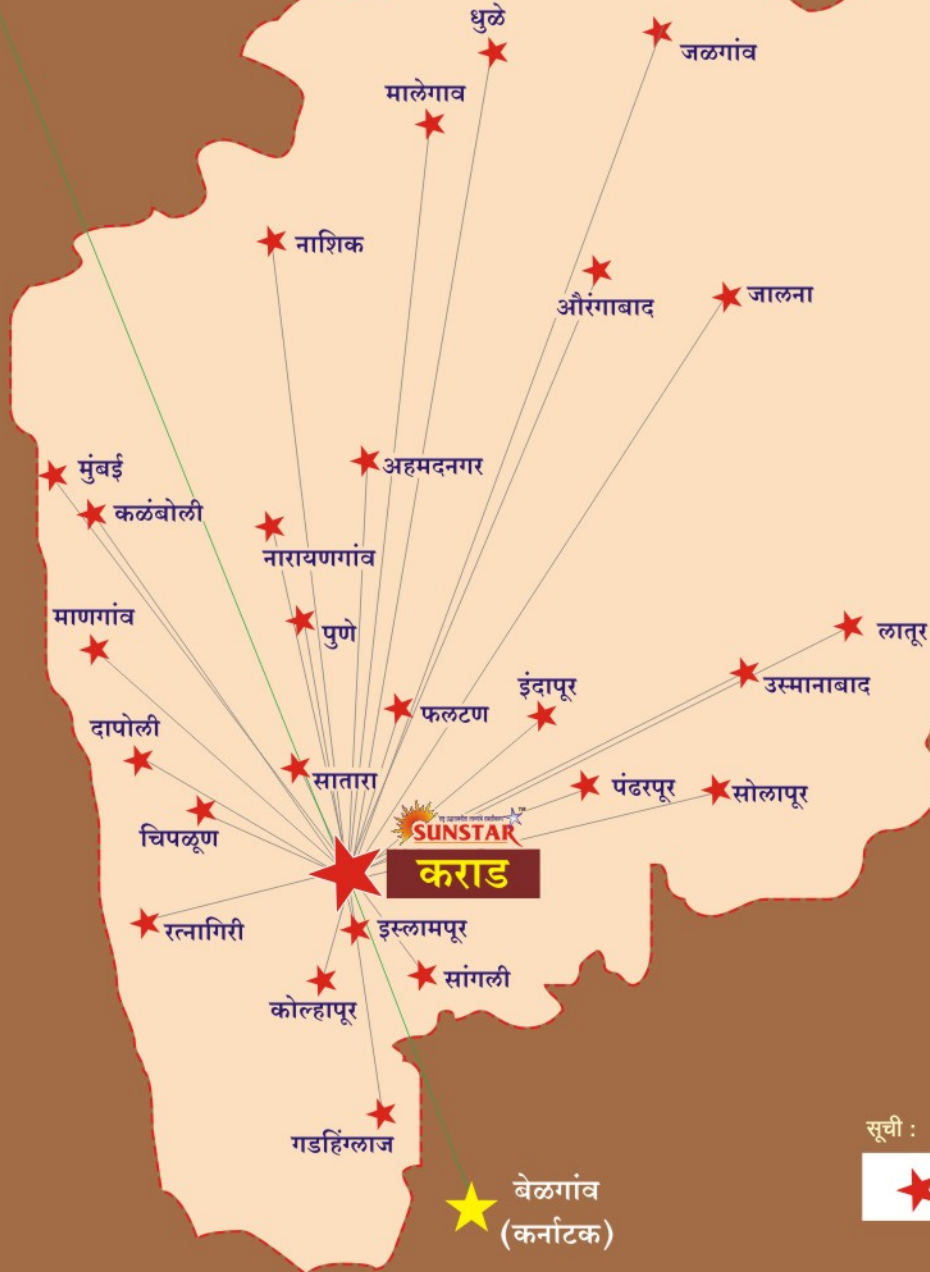 धुळे
जळगांव
मालेगाव
नाशिक
औरंगाबाद
जालना
मुंबई
अहमदनगर
कळंबोली
नारायणगांव
माणगांव
पुणे
लातूर
उस्मानाबाद
इंदापूर
फलटण
दापोली
सातारा
पंढरपूर
सोलापूर
चिपळूण
SUNSTAR
कराड
रत्नागिरी
इस्लामपूर
सांगली
कोल्हापूर
गडहिंग्लाज
सूची :
बेळगांव
(कर्नाटक)